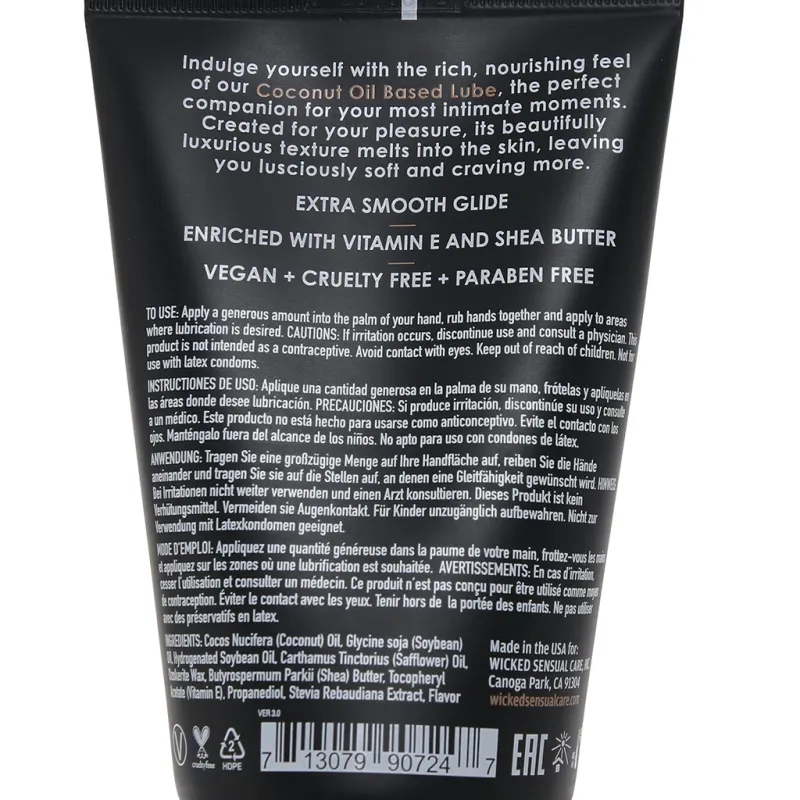 Indulge yourself with the rich, nourishing feel
of our Coconut Oil Based Lube, the perfect
companion for your most intimate moments.
Created for your pleasure, its beautifully
luxurious texture melts into the skin, leaving
you lusciously soft and craving more.
EXTRA SMOOTH GLIDE
ENRICHED WITH VITAMIN E AND SHEA BUTTER
VEGAN + CRUELTY FREE + PARABEN FREE
TO USE: Apply a generous amount into the palm of your hand, rub hands together and apply to areas
where lubrication is desired. CAUTIONS: If irritation occurs, discontinue use and consult a physician. This
product is not intended as a contraceptive. Avoid contact with eyes. Keep out of reach of children. Not for
use with latex condoms.
INSTRUCTIONES DE USO: Aplique una cantidad generosa en la palma de su mano, frótelas y aplíquelas en
las áreas donde desee lubricación. PRECAUCIONES: Si produce irritación, discontinúe su uso y consulte
a un médico. Este producto no está hecho para usarse como anticonceptivo. Evite el contacto con los
ojos. Manténgalo fuera del alcance de los niños. No apto para uso con condones de látex.
ANWENDUNG: Tragen Sie eine großzügige Menge auf Ihre Handfläche auf, reiben Sie die Hände
aneinander und tragen Sie sie auf die Stellen auf, an denen eine Gleitfähigkeit gewünscht wird. HINWEIS:
Bei Irritationen nicht weiter verwenden und einen Arzt konsultieren. Dieses Produkt ist kein
Verhütungsmittel. Vermeiden sie Augenkontakt. Für Kinder unzugänglich aufbewahren. Nicht zur
Verwendung mit Latexkondomen geeignet.
MODE D'EMPLOI: Appliquez une quantité généreuse dans la paume de votre main, frottez-vous les mains
et appliquez sur les zones où une lubrification est souhaitée. AVERTISSEMENTS: En cas d'irritation,
cesser l'utilisation et consulter un médecin. Ce produit n'est pas conçu pour être utilisé comme moyen
de contraception. Éviter le contact avec les yeux. Tenir hors de la portée des enfants. Ne pas utiliser
avec des préservatifs en latex.
INGREDIENTS: Cocos Nucifera (Coconut) Oil, Glycine soja (Soybean)
Oil, Hydrogenated Soybean Oil, Carthamus Tinctorius (Safflower) Oil,
Ozokerite Wax, Butyrospermum Parkii (Shea) Butter, Tocopheryl
Acetate (Vitamin E), Propanediol, Stevia Rebaudiana Extract, Flavor
Made in the USA for:
WICKED SENSUAL CARE, INC.
Canoga Park, CA 91304
wickedsensualcare.com
VER 3.0
V
crueltyfree
2
HDPE
7 13079 90724 7
EAC